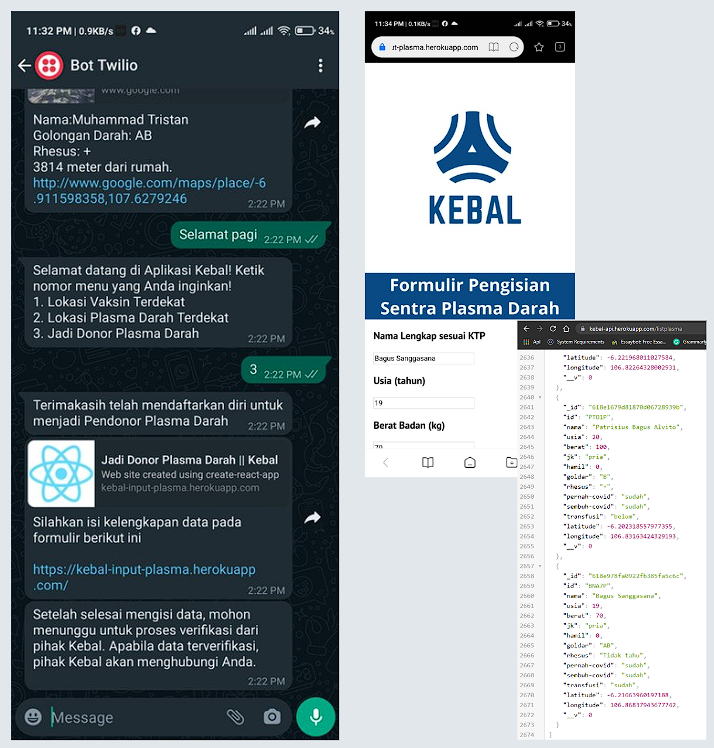 11:32 PM | 0.9KB/s
34%
Bot Twilio
www.google.com
Nama:Muhammad Tristan
Golongan Darah: AB
Rhesus: +
3814 meter dari rumah.
http://www.google.com/maps/place/-6
.911598358,107.6279246
2:22 PM
Selamat pagi 2:22 PM
Selamat datang di Aplikasi Kebal! Ketik
nomor menu yang Anda inginkan!
1. Lokasi Vaksin Terdekat
2. Lokasi Plasma Darah Terdekat
3. Jadi Donor Plasma Darah
2:22 PM
3 2:22 PM
Terimakasih telah mendaftarkan diri untuk
menjadi Pendonor Plasma Darah
2:22 PM
Jadi Donor Plasma Darah || Kebal
Web site created using create-react-app
kebal-input-plasma.herokuapp.com
Silahkan isi kelengkapan data pada
formulir berikut ini
https://kebal-input-plasma.herokuapp
.com/
2:22 PM
Setelah selesai mengisi data, mohon
menunggu untuk proses verifikasi dari
pihak Kebal. Apabila data terverifikasi,
pihak Kebal akan menghubungi Anda.
2:22 PM
Message
11:34 PM | 0.1KB/s
34%
ut-plasma.herokuapp.com
KEBAL
Formulir Pengisian
Sentra Plasma Darah
Nama Lengkap sesuai KTP
Bagus Sanggasana
Usia (tahun)
19
Berat Badan (kg)
70
kebal-api.herokuapp.com/listplasma
Apl System Requirements Essaybot: Free Essa... Grammarly
2636 "latitude": -6.221968011027534,
2637 "longitude": 106.82264328002931,
2638 "__v": 0
2639 },
2640 {
2641 "_id": "618e1679d81870d06728939b",
2642 "id": "PTO1P",
2643 "nama": "Patrisius Bagus Alvito",
2644 "usia": 20,
2645 "berat": 100,
2646 "jk": "pria",
2647 "hamil": 0,
2648 "goldar": "B",
2649 "rhesus": "-",
2650 "pernah-covid": "sudah",
2651 "sembuh-covid": "sudah",
2652 "transfusi": "belum",
2653 "latitude": -6.202318557977355,
2654 "longitude": 106.83163424329193,
2655 "__v": 0
2656 },
2657 {
2658 "_id": "618e978fa0922fb385fa5c6c",
2659 "id": "BNA7P",
2660 "nama": "Bagus Sanggasana",
2661 "usia": 19,
2662 "berat": 70,
2663 "jk": "pria",
2664 "hamil": 0,
2665 "goldar": "AB",
2666 "rhesus": "Tidak tahu",
2667 "pernah-covid": "sudah",
2668 "sembuh-covid": "sudah",
2669 "transfusi": "sudah",
2670 "latitude": -6.21663960197188,
2671 "longitude": 106.86817943677742,
2672 "__v": 0
2673 }
2674 ]